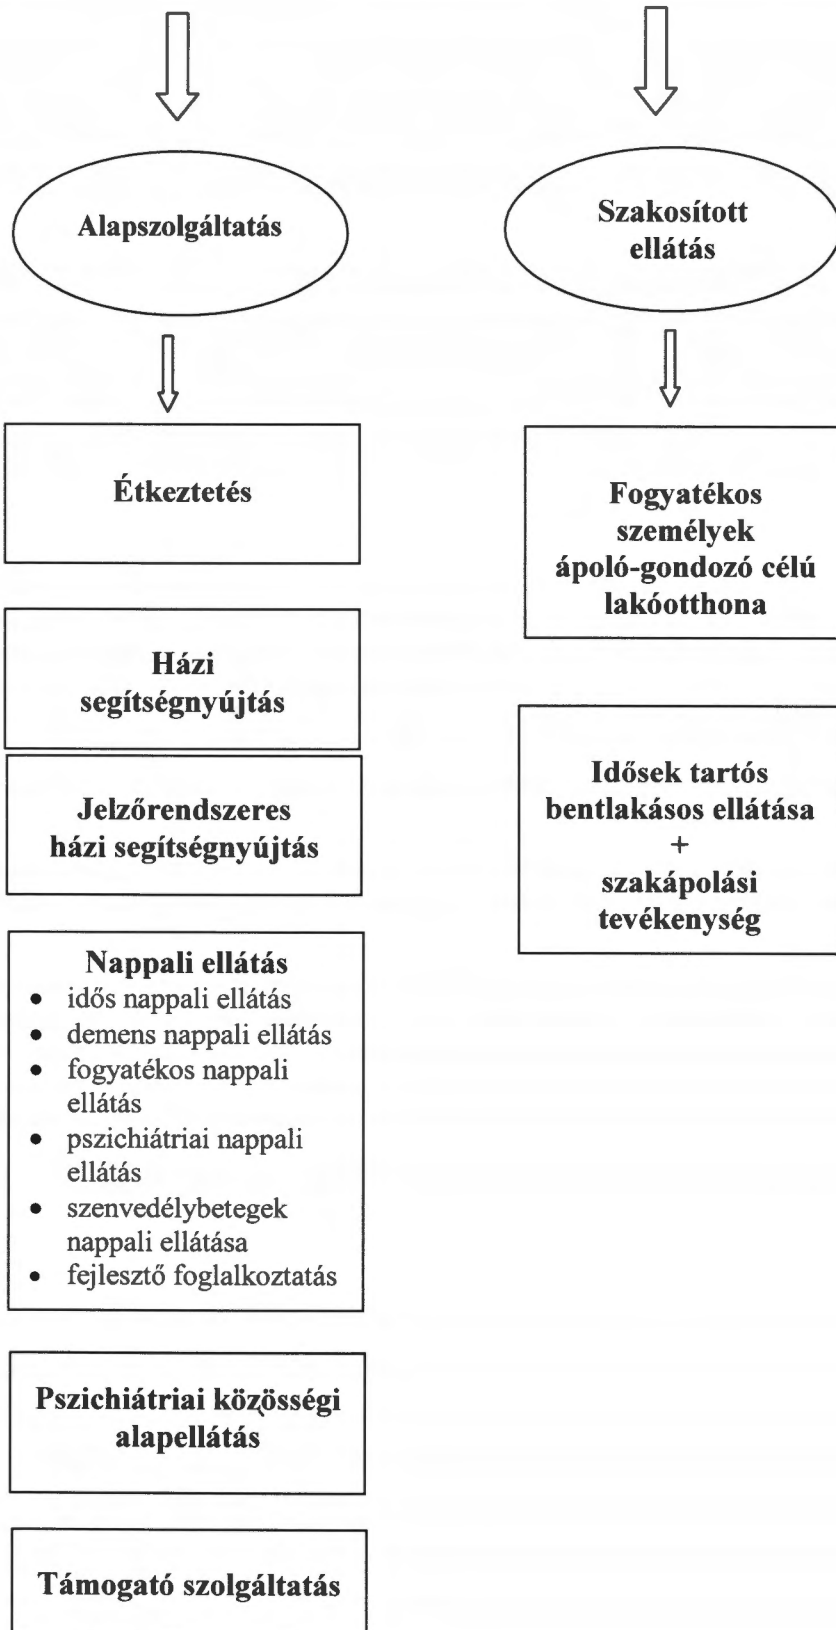 Alapszolgáltatás
Étkeztetés
Házi
segítségnyújtás
Jelzőrendszeres
házi segítségnyújtás
Nappali ellátás
• idős nappali ellátás
• demens nappali ellátás
• fogyatékos nappali
ellátás
• pszichiátriai nappali
ellátás
• szenvedélybetegek
nappali ellátása
• fejlesztő foglalkoztatás
Pszichiátriai közösségi
alapellátás
Támogató szolgáltatás
Szakosított
ellátás
Fogyatékos
személyek
ápoló-gondozó célú
lakóotthona
Idősek tartós
bentlakásos ellátása
+
szakápolási
tevékenység